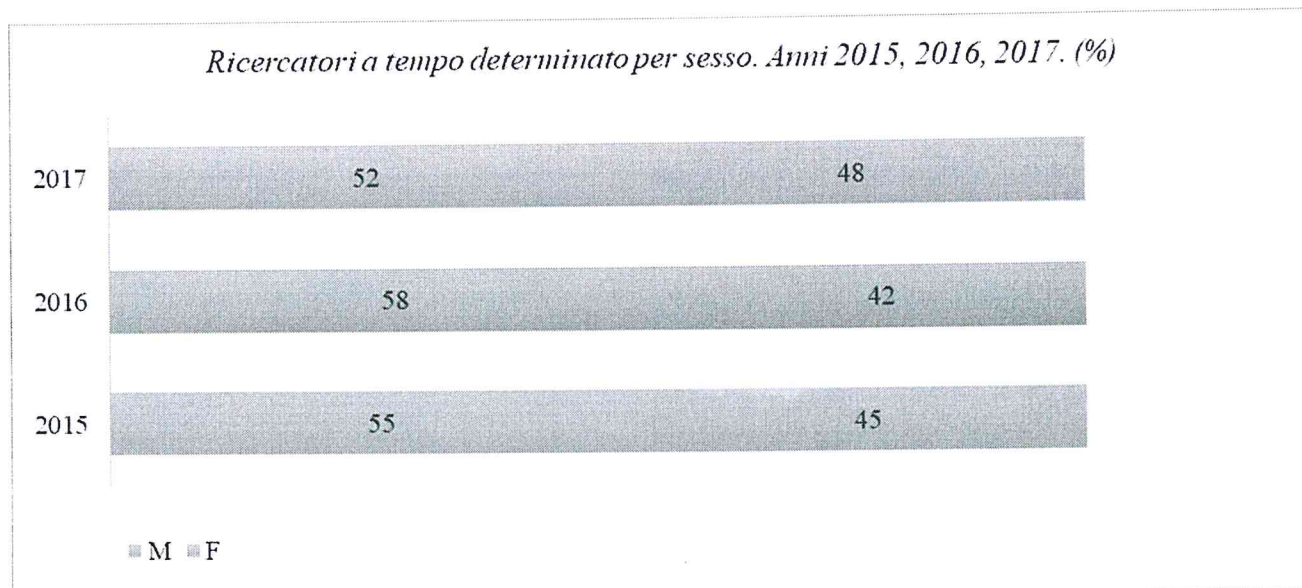 Ricercatori a tempo determinato per sesso. Anni 2015, 2016, 2017. (%)
2017 52 48
2016 58 42
2015 55 45
M F